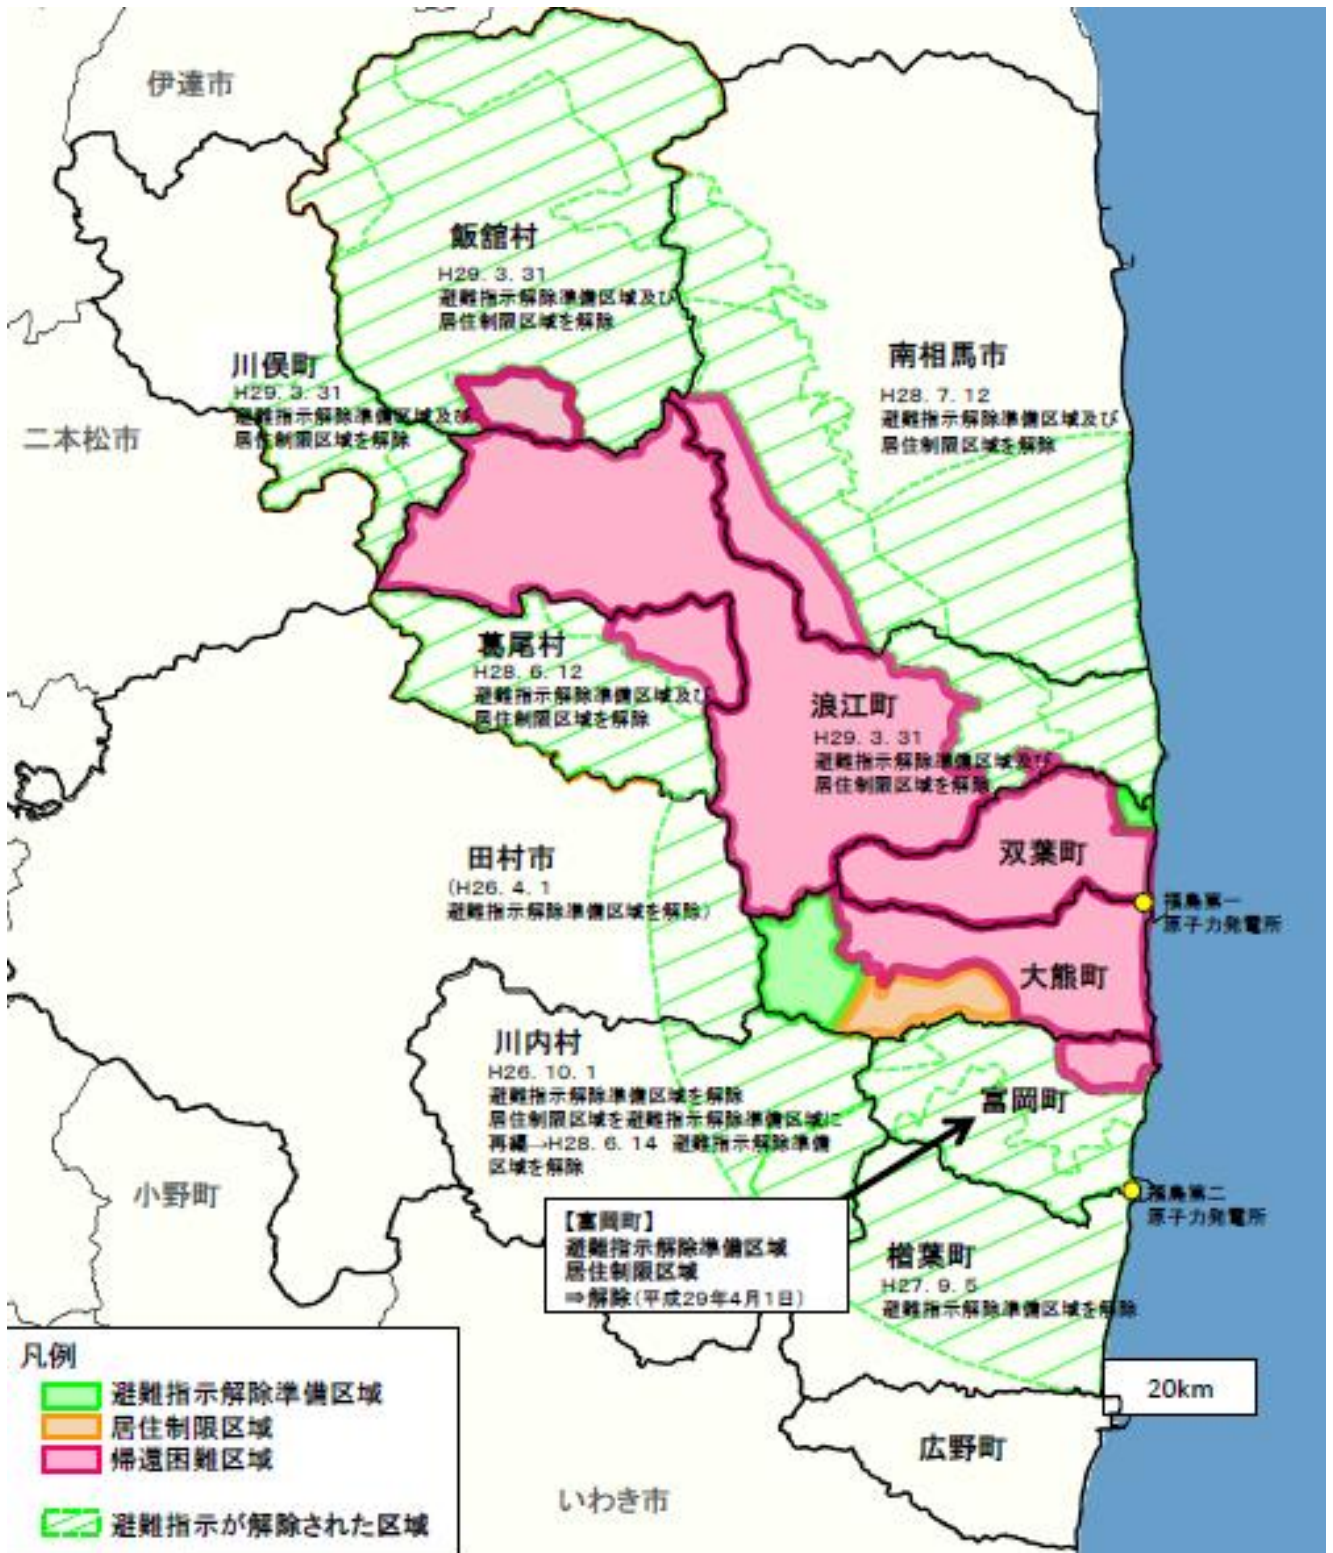 伊達市
飯舘村
H29. 3. 31
避難指示解除準備区域及び
居住制限区域を解除
川俣町
H29. 3. 31
避難指示解除準備区域及び
居住制限区域を解除
南相馬市
H28. 7. 12
避難指示解除準備区域及び
居住制限区域を解除
二本松市
葛尾村
H28. 6. 12
避難指示解除準備区域及び
居住制限区域を解除
浪江町
H29. 3. 31
避難指示解除準備区域及び
居住制限区域を解除
双葉町
田村市
(H26. 4. 1
避難指示解除準備区域を解除)
福島第一
原子力発電所
大熊町
川内村
H26. 10. 1
避難指示解除準備区域を解除
居住制限区域を避難指示解除準備区域に
再編→H28. 6. 14 避難指示解除準備
区域を解除
富岡町
小野町
福島第二
原子力発電所
【富岡町】
避難指示解除準備区域
居住制限区域
⇒解除(平成29年4月1日)
楢葉町
H27. 9. 5
避難指示解除準備区域を解除
20km
広野町
いわき市
凡例
避難指示解除準備区域
居住制限区域
帰還困難区域
避難指示が解除された区域